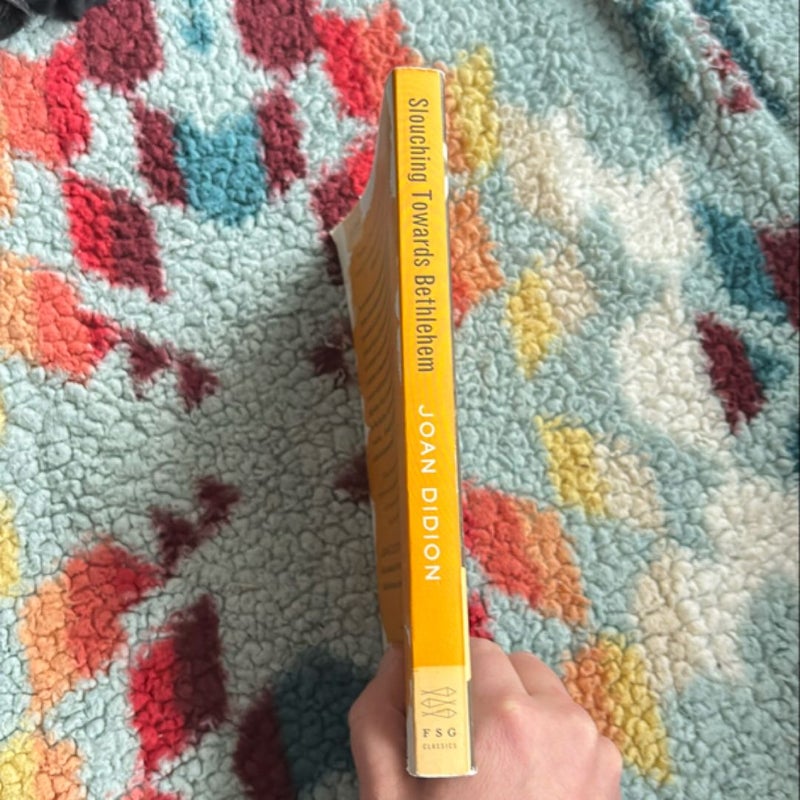 Slouching Towards Bethlehem
JOAN DIDION
FSG
CLASSICS